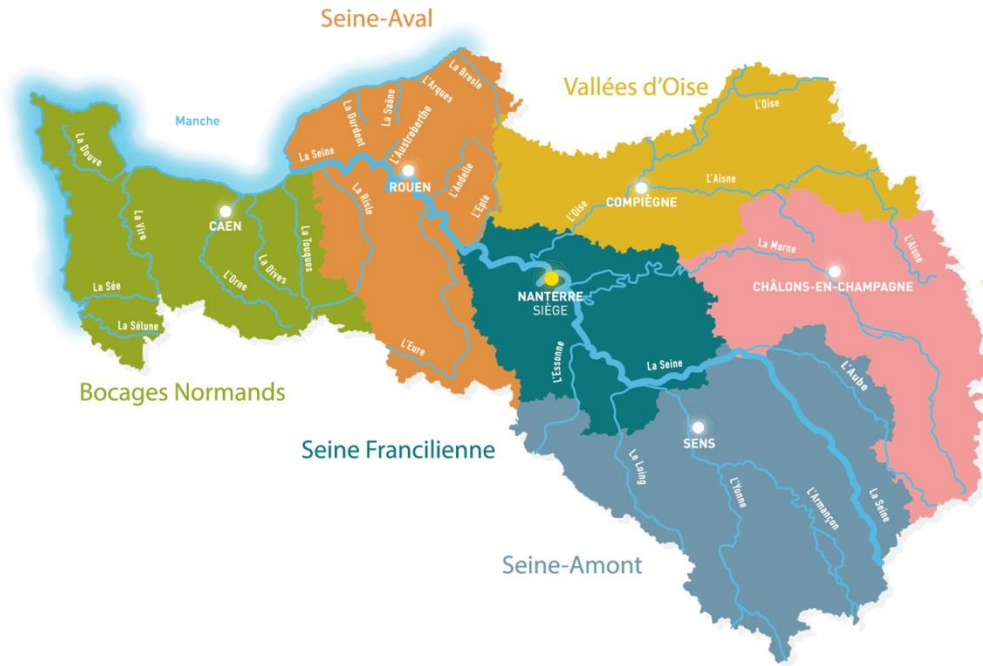 Seine-Aval
Vallées d'Oise
Manche
La Bresle
L'Arques
La Saâne
La Durdent
L'Austreberthe
La Seine
ROUEN
L'Andelle
L'Epte
La Risle
L'Eure
L'Oise
L'Aisne
COMPIÈGNE
L'Oise
L'Aisne
La Douve
La Vire
CAEN
L'Orne
La Dives
La Touques
La Sée
La Sélune
Bocages Normands
La Marne
CHÂLONS-EN-CHAMPAGNE
NANTERRE
SIÈGE
L'Essonne
La Seine
Seine Francilienne
L'Aube
SENS
Le Loing
L'Yonne
L'Armançon
La Seine
Seine-Amont